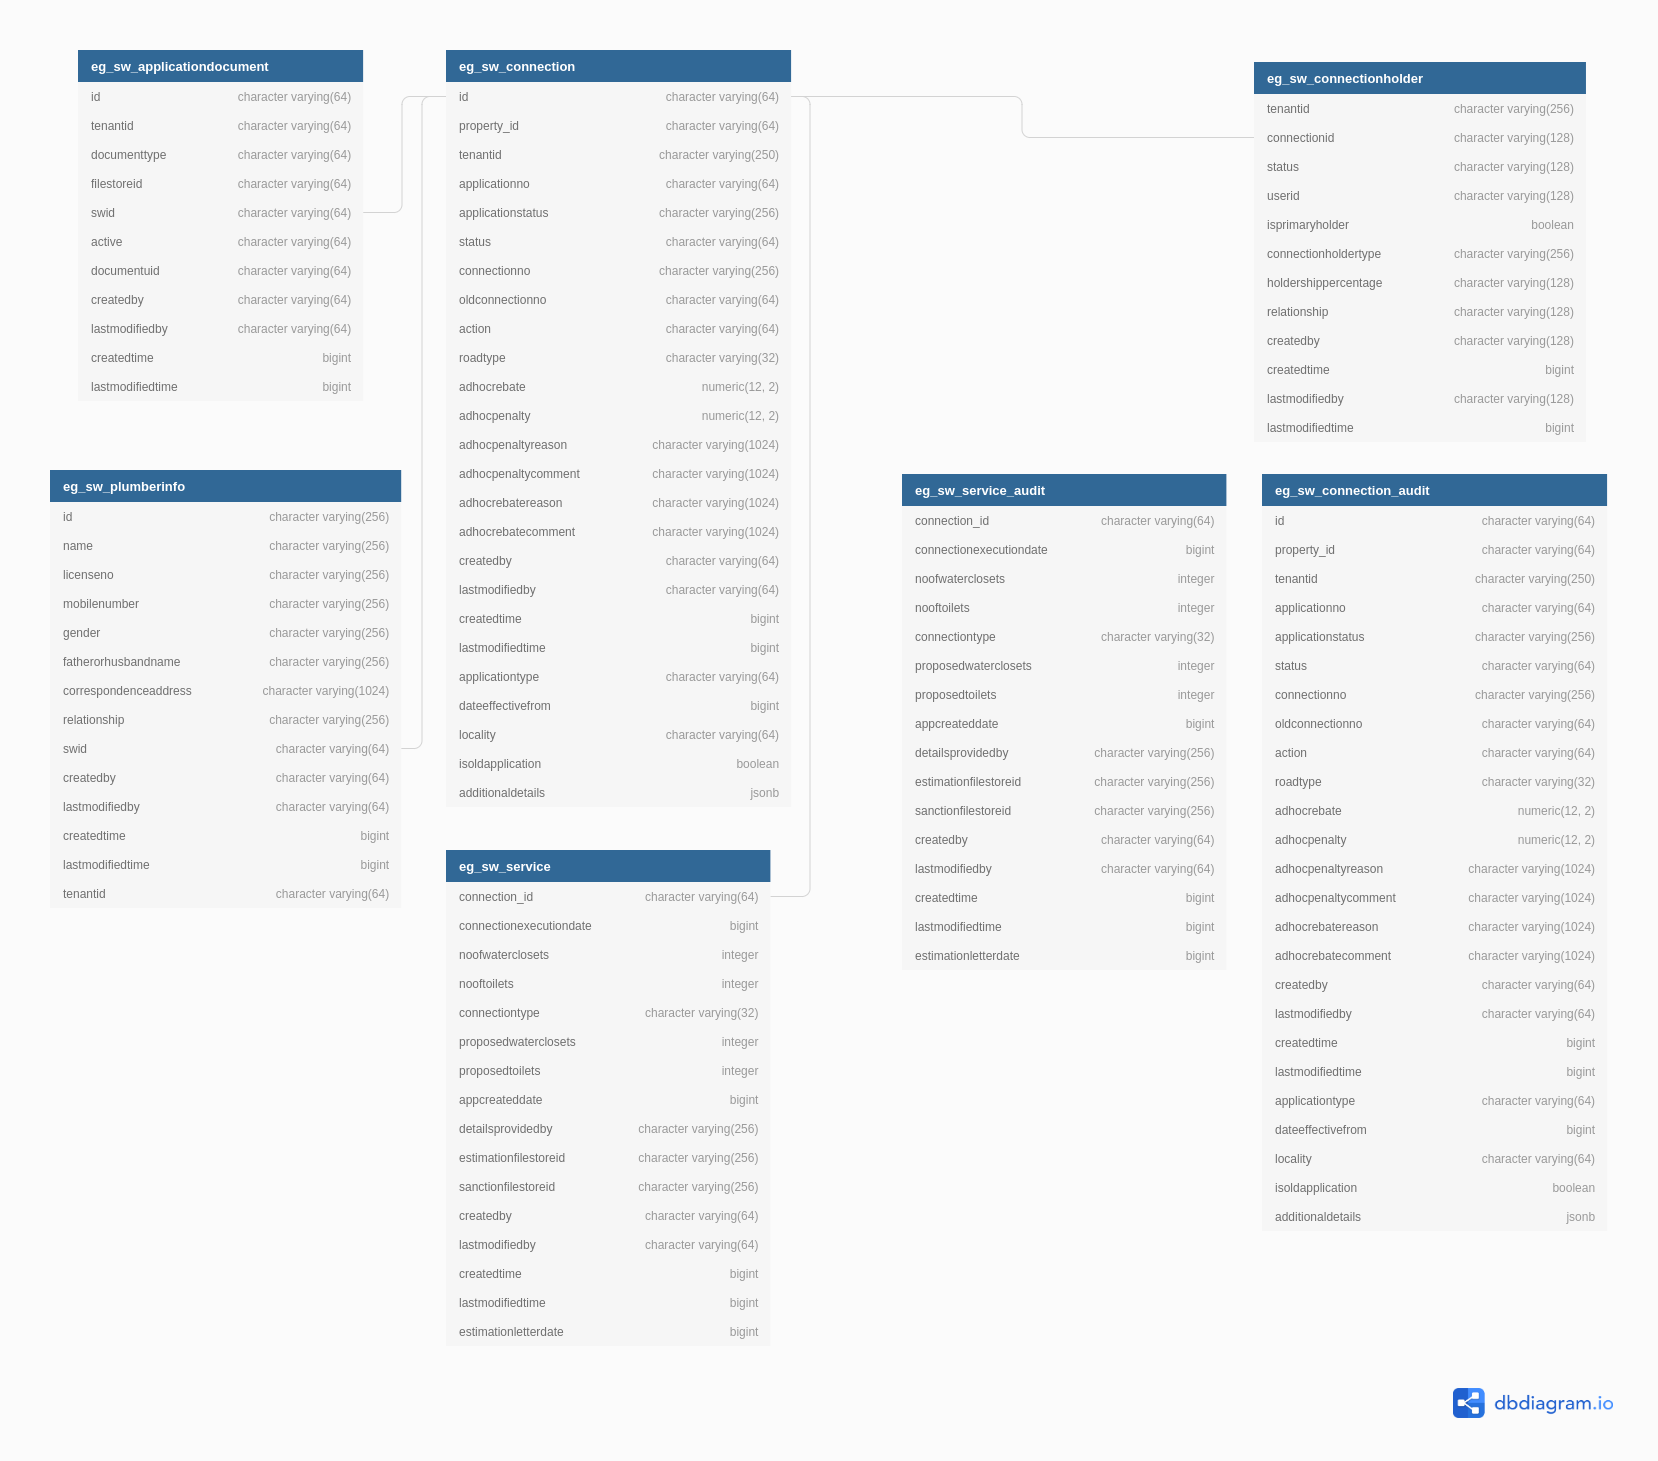 eg_sw_applicationdocument
id character varying(64)
tenantid character varying(64)
documenttype character varying(64)
filestoreid character varying(64)
swid character varying(64)
active character varying(64)
documentuid character varying(64)
createdby character varying(64)
lastmodifiedby character varying(64)
createdtime bigint
lastmodifiedtime bigint
eg_sw_plumberinfo
id character varying(256)
name character varying(256)
licenseno character varying(256)
mobilenumber character varying(256)
gender character varying(256)
fatherorhusbandname character varying(256)
correspondenceaddress character varying(1024)
relationship character varying(256)
swid character varying(64)
createdby character varying(64)
lastmodifiedby character varying(64)
createdtime bigint
lastmodifiedtime bigint
tenantid character varying(64)
eg_sw_connection
id character varying(64)
property_id character varying(64)
tenantid character varying(250)
applicationno character varying(64)
applicationstatus character varying(256)
status character varying(64)
connectionno character varying(256)
oldconnectionno character varying(64)
action character varying(64)
roadtype character varying(32)
adhocrebate numeric(12, 2)
adhocpenalty numeric(12, 2)
adhocpenaltyreason character varying(1024)
adhocpenaltycomment character varying(1024)
adhocrebatereason character varying(1024)
adhocrebatecomment character varying(1024)
createdby character varying(64)
lastmodifiedby character varying(64)
createdtime bigint
lastmodifiedtime bigint
applicationtype character varying(64)
dateeffectivefrom bigint
locality character varying(64)
isoldapplication boolean
additionaldetails jsonb
eg_sw_service
connection_id character varying(64)
connectionexecutiondate bigint
noofwaterclosets integer
nooftoilets integer
connectiontype character varying(32)
proposedwaterclosets integer
proposedtoilets integer
appcreateddate bigint
detailsprovidedby character varying(256)
estimationfilestoreid character varying(256)
sanctionfilestoreid character varying(256)
createdby character varying(64)
lastmodifiedby character varying(64)
createdtime bigint
lastmodifiedtime bigint
estimationletterdate bigint
eg_sw_connectionholder
tenantid character varying(256)
connectionid character varying(128)
status character varying(128)
userid character varying(128)
isprimaryholder boolean
connectionholdertype character varying(256)
holdershippercentage character varying(128)
relationship character varying(128)
createdby character varying(128)
createdtime bigint
lastmodifiedby character varying(128)
lastmodifiedtime bigint
eg_sw_service_audit
connection_id character varying(64)
connectionexecutiondate bigint
noofwaterclosets integer
nooftoilets integer
connectiontype character varying(32)
proposedwaterclosets integer
proposedtoilets integer
appcreateddate bigint
detailsprovidedby character varying(256)
estimationfilestoreid character varying(256)
sanctionfilestoreid character varying(256)
createdby character varying(64)
lastmodifiedby character varying(64)
createdtime bigint
lastmodifiedtime bigint
estimationletterdate bigint
eg_sw_connection_audit
id character varying(64)
property_id character varying(64)
tenantid character varying(250)
applicationno character varying(64)
applicationstatus character varying(256)
status character varying(64)
connectionno character varying(256)
oldconnectionno character varying(64)
action character varying(64)
roadtype character varying(32)
adhocrebate numeric(12, 2)
adhocpenalty numeric(12, 2)
adhocpenaltyreason character varying(1024)
adhocpenaltycomment character varying(1024)
adhocrebatereason character varying(1024)
adhocrebatecomment character varying(1024)
createdby character varying(64)
lastmodifiedby character varying(64)
createdtime bigint
lastmodifiedtime bigint
applicationtype character varying(64)
dateeffectivefrom bigint
locality character varying(64)
isoldapplication boolean
additionaldetails jsonb
dbdiagram.io